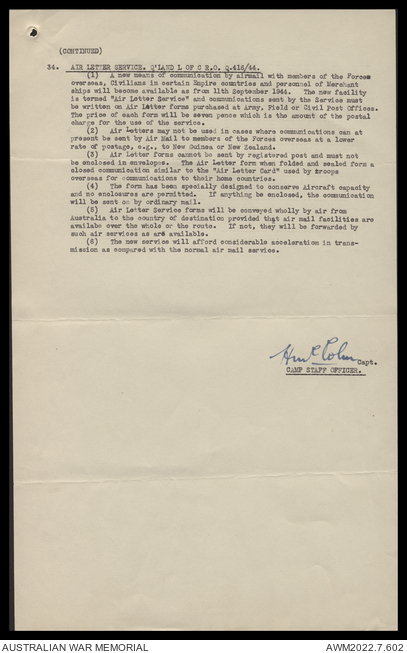 (CONTINUED)
34. AIR LETTER SERVICE. Q'LAND L OF C R.O. Q.416/44.
(1) A new means of communication by airmail with members of the Forces
overseas, Civilians in certain Empire countries and personnel of Merchant
ships will become available as from 11th September 1944. The new facility
is termed "Air Letter Service" and communications sent by the Service must
be written on Air Letter forms purchased at Army, Field or Civil Post Offices.
The price of each form will be seven pence which is the amount of the postal
charge for the use of the service.
(2) Air Letters may not be used in cases where communications can at
present be sent by Air Mail to members of the Forces overseas at a lower
rate of postage, e.g., to New Guinea or New Zealand.
(3) Air Letter forms cannot be sent by registered post and must not
be enclosed in envelopes. The Air Letter form when folded and sealed form a
closed communication similar to the "Air Letter Card" used by troops
overseas for communications to their home countries.
(4) The form has been specially designed to conserve Aircraft capacity
and no enclosures are permitted. If anything be enclosed, the communication
will be sent on by ordinary mail.
(5) Air Letter Service forms will be conveyed wholly by air from
Australia to the country of destination provided that air mail facilities are
availabe over the whole or the route. If not, they will be forwarded by
such air services as are available.
(6) The new service will afford considerable acceleration in trans-
mission as compared with the normal air mail service.
Capt.
CAMP STAFF OFFICER.
AUSTRALIAN WAR MEMORIAL
AWM2022.7.602